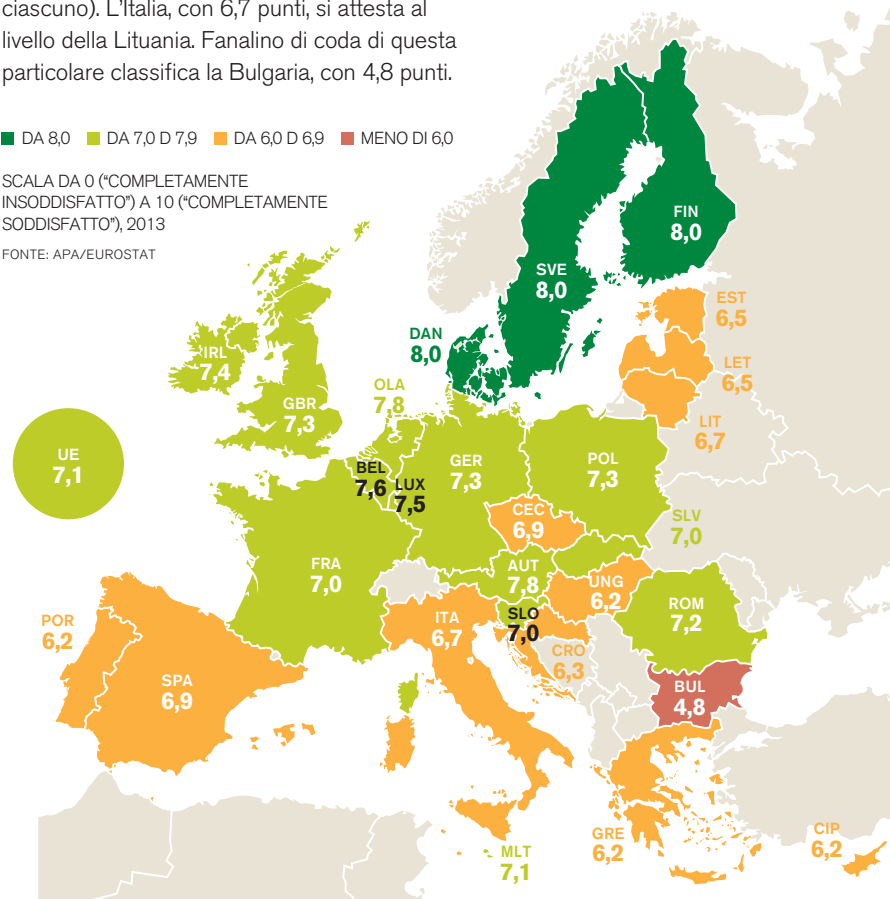 ciascuno). L'Italia, con 6,7 punti, si attesta al
livello della Lituania. Fanalino di coda di questa
particolare classifica la Bulgaria, con 4,8 punti.
DA 8,0 DA 7,0 D 7,9 DA 6,0 D 6,9 MENO DI 6,0
SCALA DA 0 (“COMPLETAMENTE
INSODDISFATTO”) A 10 (“COMPLETAMENTE
SODDISFATTO”), 2013
FONTE: APA/EUROSTAT
FIN
8,0
SVE
8,0
EST
6,5
DAN
8,0
IRL
7,4
LET
6,5
OLA
7,8
GBR
7,3
LIT
6,7
UE
7,1
BEL
7,6
LUX
7,5
GER
7,3
POL
7,3
CEC
6,9
SLV
7,0
FRA
7,0
AUT
7,8
UNG
6,2
ROM
7,2
POR
6,2
ITA
6,7
SLO
7,0
CRO
6,3
SPA
6,9
BUL
4,8
GRE
6,2
CIP
6,2
MLT
7,1